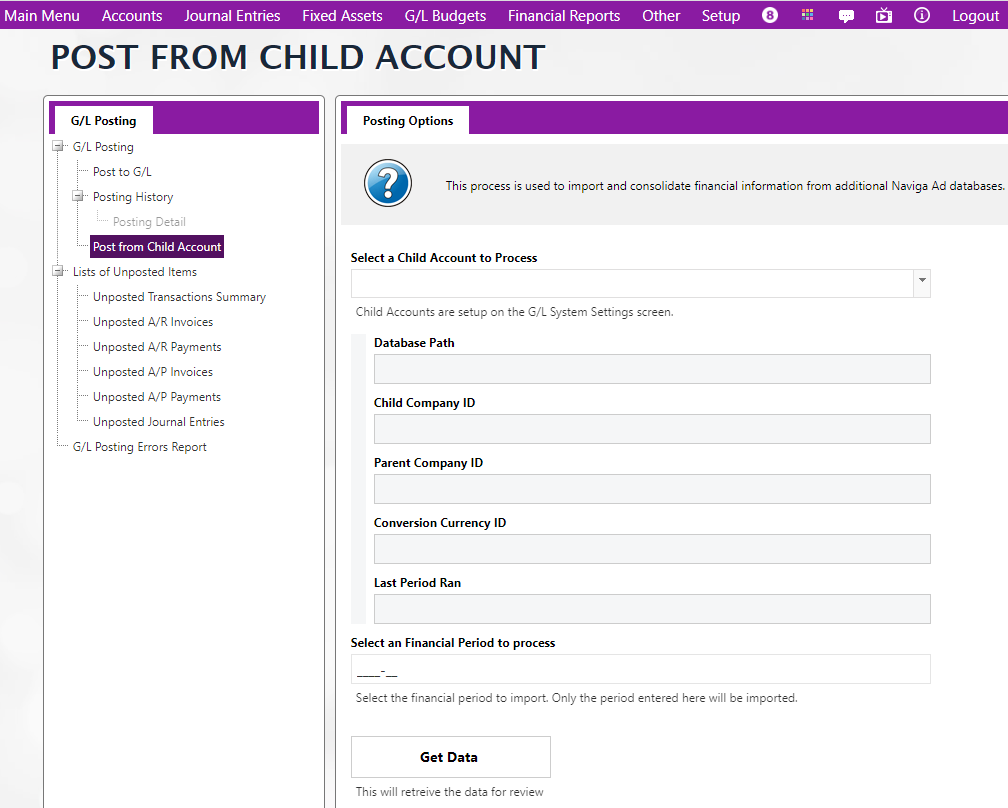 Main Menu Accounts Journal Entries Fixed Assets G/L Budgets Financial Reports Other Setup 8 Logout
POST FROM CHILD ACCOUNT
G/L Posting
G/L Posting
Post to G/L
Posting History
Posting Detail
Post from Child Account
Lists of Unposted Items
Unposted Transactions Summary
Unposted A/R Invoices
Unposted A/R Payments
Unposted A/P Invoices
Unposted A/P Payments
Unposted Journal Entries
G/L Posting Errors Report
Posting Options
?
This process is used to import and consolidate financial information from additional Naviga Ad databases.
Select a Child Account to Process
Child Accounts are setup on the G/L System Settings screen.
Database Path
Child Company ID
Parent Company ID
Conversion Currency ID
Last Period Ran
Select an Financial Period to process
____-__
Select the financial period to import. Only the period entered here will be imported.
Get Data
This will retreive the data for review